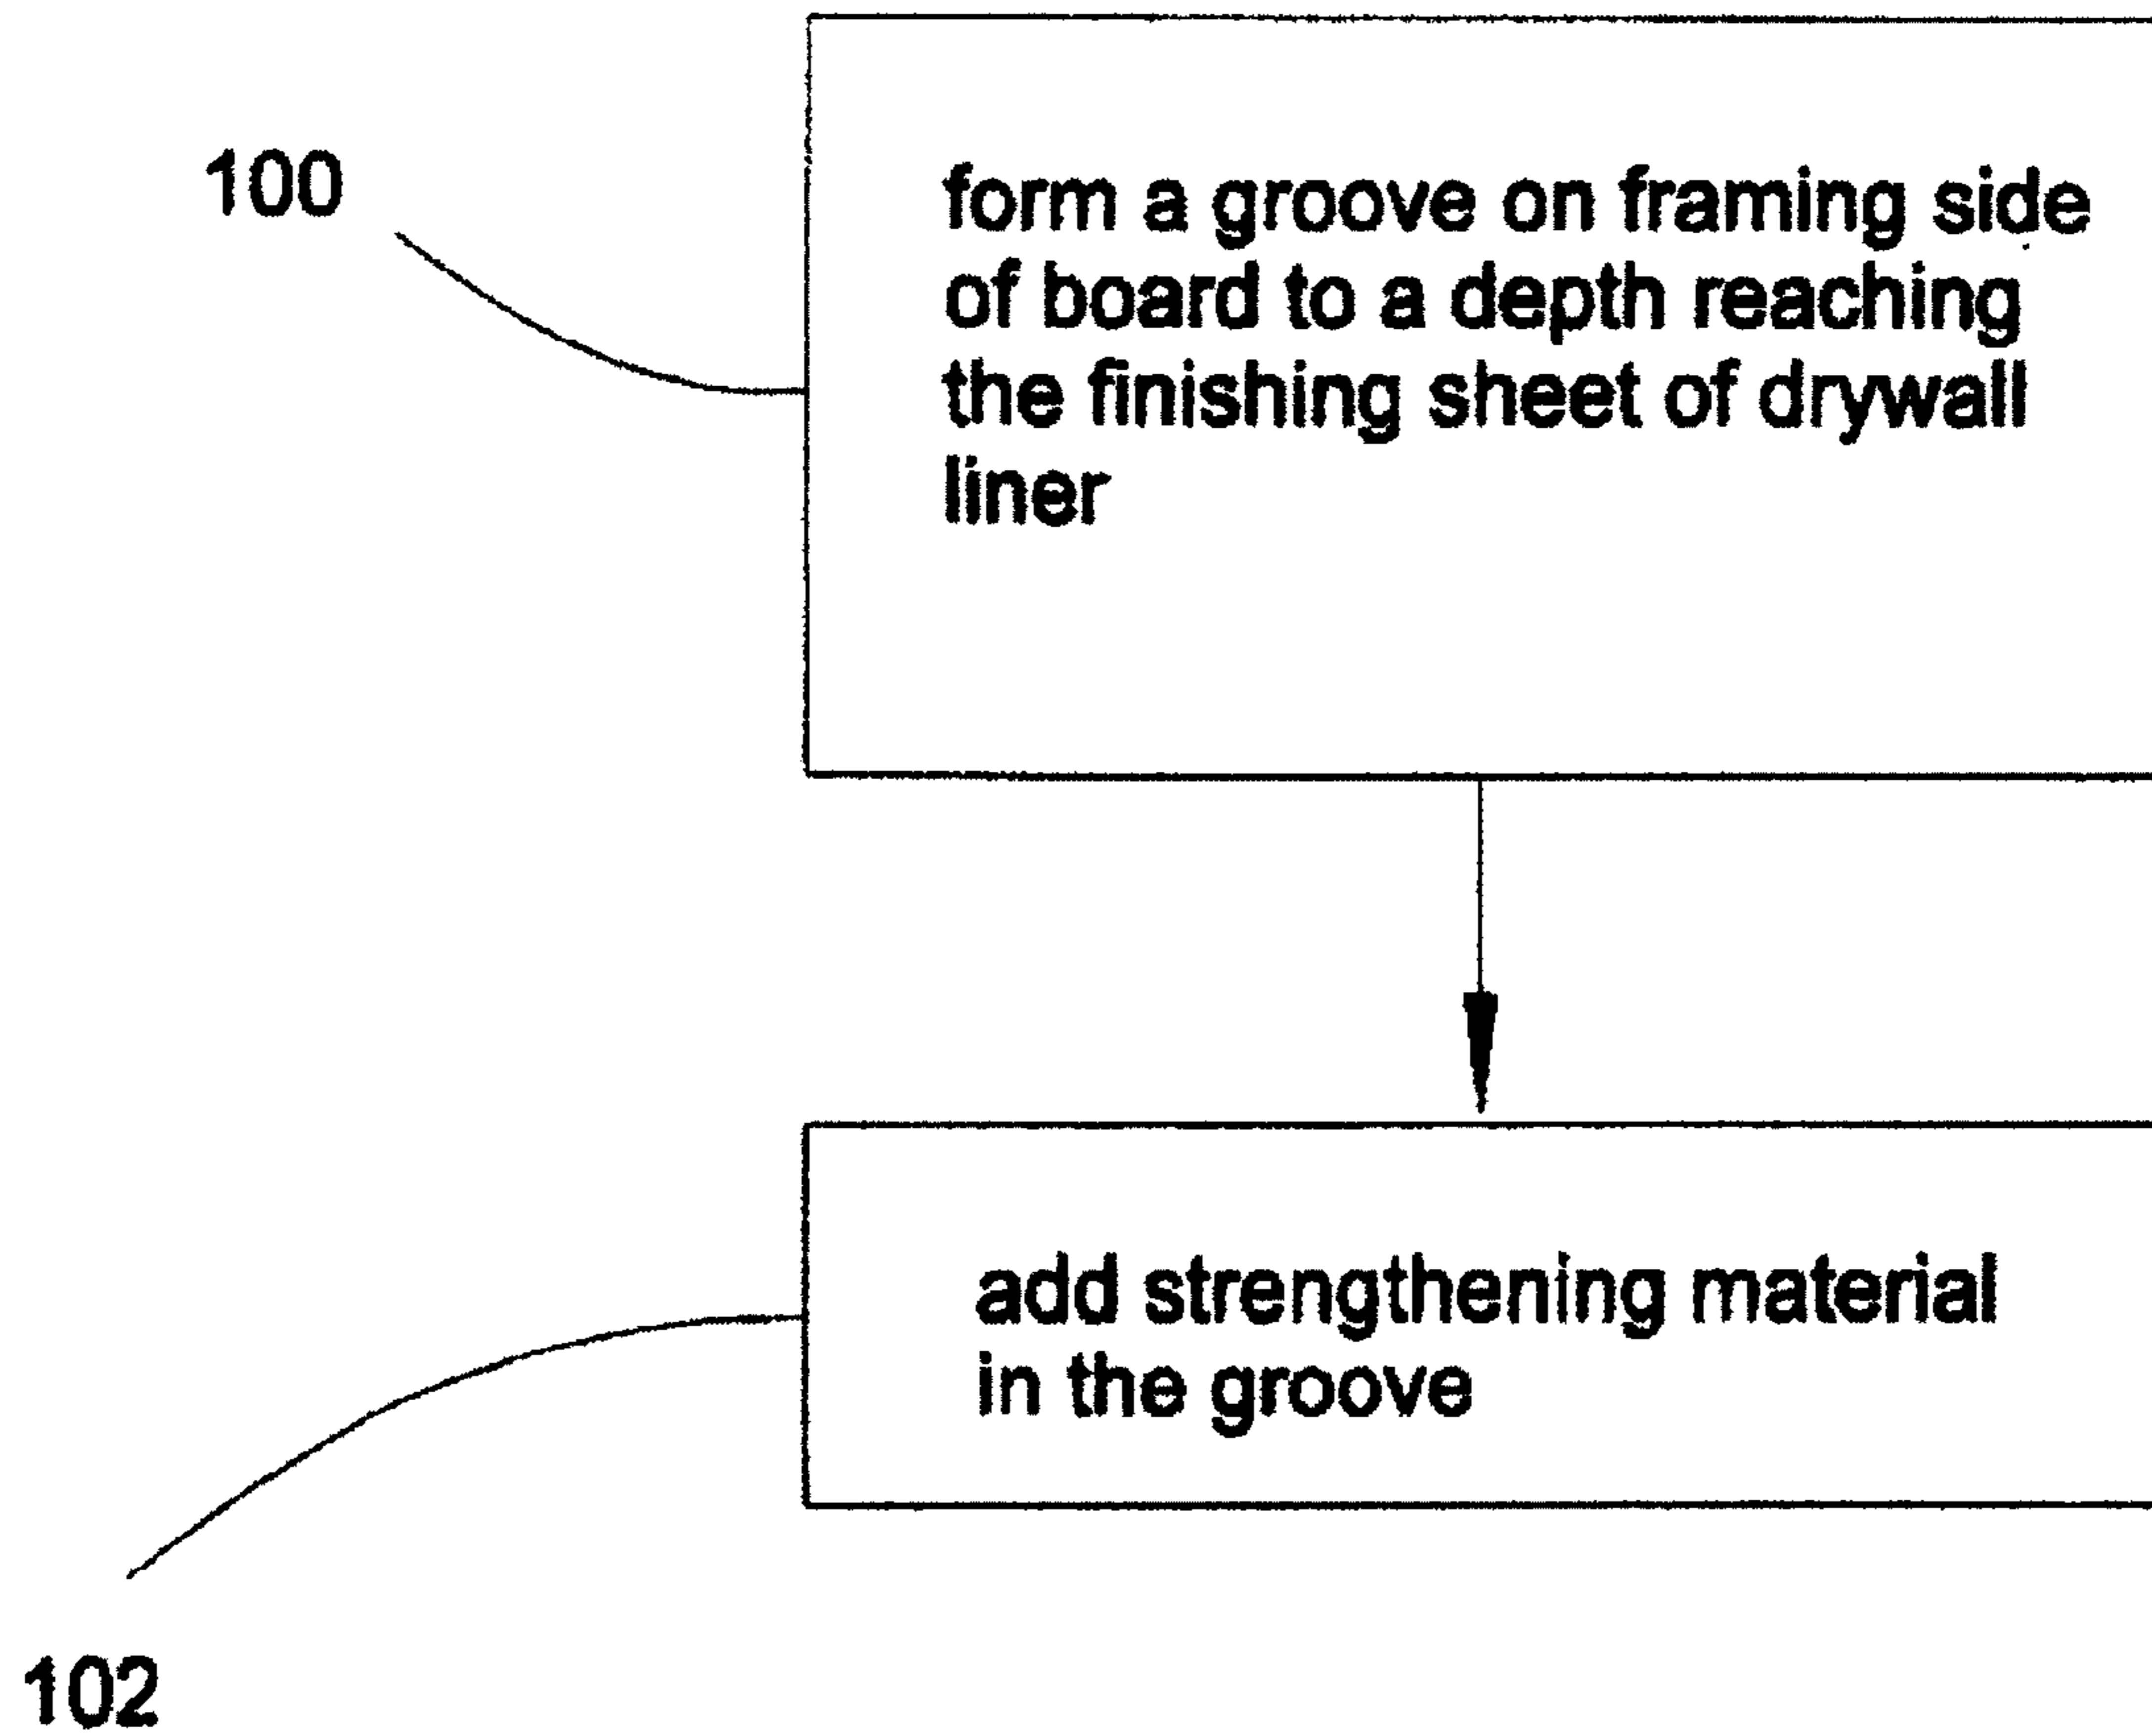 100
form a groove on framing side
of board to a depth reaching
the finishing sheet of drywall
liner
add strengthening material
in the groove
102